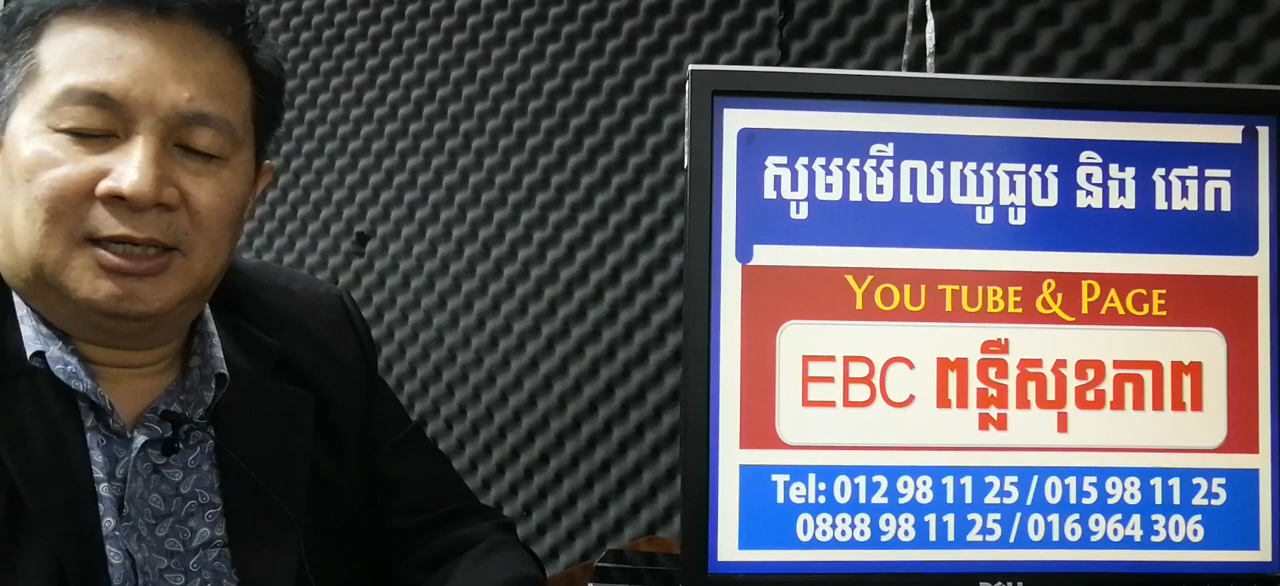 សូមមើលយូធូប និង ផេក
YOU TUBE & PAGE
EBC ពន្លឺសុខភាព
Tel: 012 98 11 25 / 015 98 11 25
0888 98 11 25 / 016 964 306